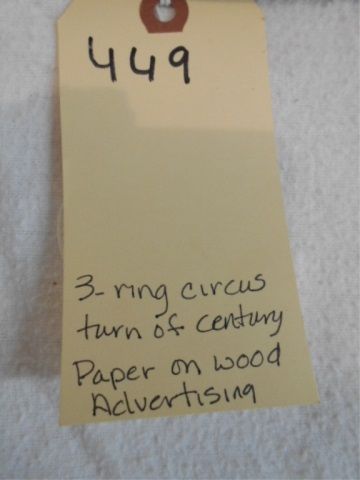 449
3-ring circus
turn of century
Paper on wood
Advertising